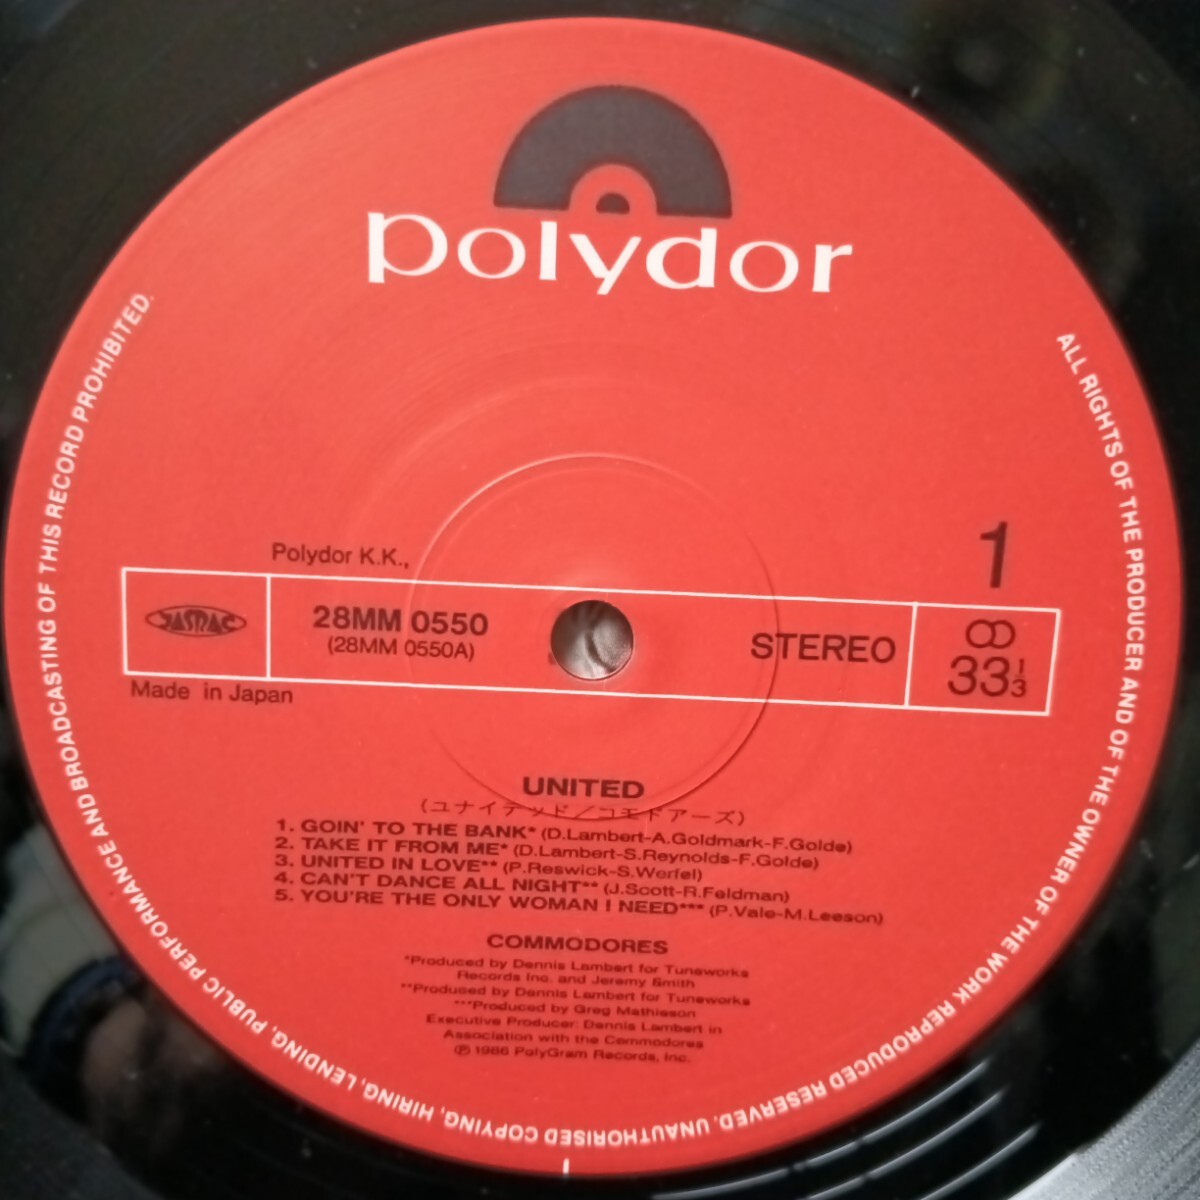 polydor
ALL RIGHTS OF THE PRODUCER AND OF THE OWNER OF THE WORK REPRODUCED RESERVED. UNAUTHORISED COPYING, HIRING, LENDING, PUBLIC PERFORMANCE AND BROADCASTING OF THIS RECORD PROHIBITED.
1
Polydor K.K.,
JASRAC
28MM 0550
(28MM 0550A)
STEREO
33 1/3
Made in Japan
UNITED
(ユナイテッド/コモドアーズ)
1. GOIN' TO THE BANK* (D.Lambert-A.Goldmark-F.Golde)
2. TAKE IT FROM ME* (D.Lambert-S.Reynolds-F.Golde)
3. UNITED IN LOVE** (P.Reswick-S.Werfel)
4. CAN'T DANCE ALL NIGHT** (J.Scott-R.Feldman)
5. YOU'RE THE ONLY WOMAN I NEED*** (P.Vale-M.Leeson)
COMMODORES
*Produced by Dennis Lambert for Tuneworks
Records Inc. and Jeremy Smith
**Produsd by Dennis Lambert for Tuneworks
***Produced by Greg Mathieson
Executive Producer: Dennis Lambert in
Association with the Commodores
℗ 1986 PolyGram Records, Inc.